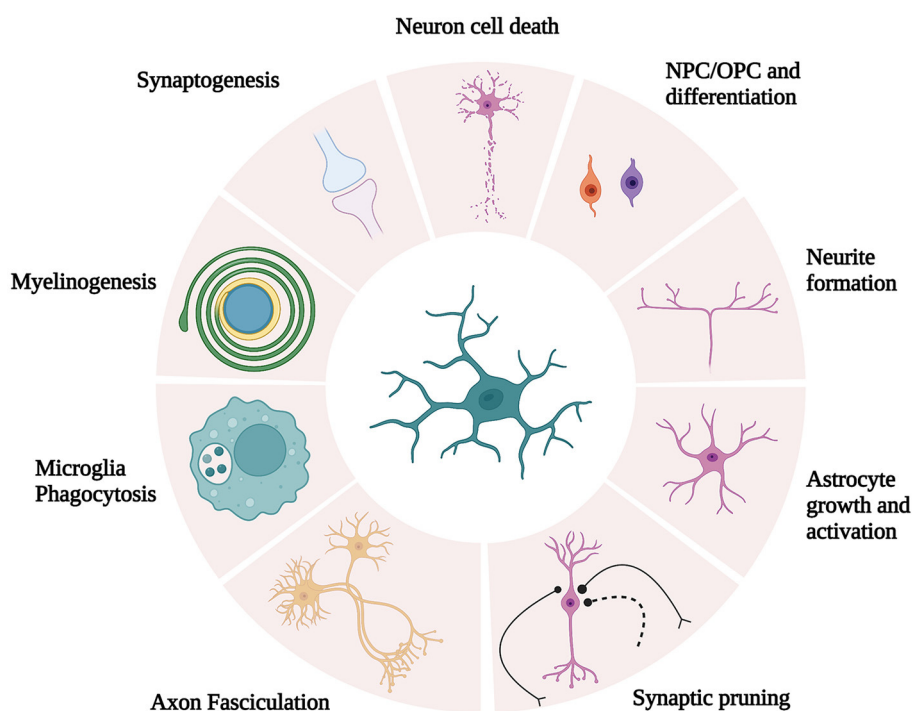 Neuron cell death
Synaptogenesis
NPC/OPC and
differentiation
Myelinogenesis
Neurite
formation
Microglia
Phagocytosis
Astrocyte
growth and
activation
Axon Fasciculation
Synaptic pruning